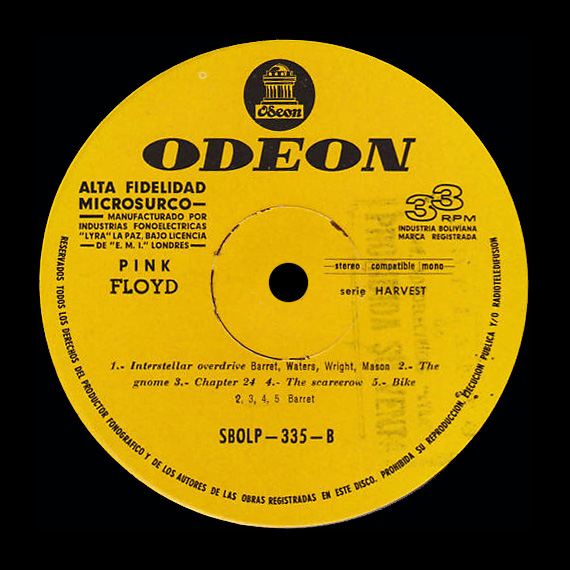 Odeon
ODEON
ALTA FIDELIDAD
MICROSURCO—
MANUFACTURADO POR
INDUSTRIAS FONOELECTRICAS
"LYRA" LA PAZ, BAJO LICENCIA
— DE "E. M. I." LONDRES —
33 RPM
INDUSTRIA BOLIVIANA
MARCA REGISTRADA
PINK
FLOYD
stereo | compatible | mono
serie HARVEST
1.- Interstellar overdrive Barret, Waters, Wright, Mason 2.- The
gnome 3.- Chapter 24 4.- The scarecrow 5.- Bike
2, 3, 4, 5 Barret
SBOLP — 335 — B
RESERVADOS TODOS LOS DERECHOS DEL PRODUCTOR FONOGRAFICO Y DE LOS AUTORES DE LAS OBRAS REGISTRADAS EN ESTE DISCO. PROHIBIDA SU REPRODUCCION, EJECUCION PUBLICA Y/O RADIOTELEDIFUSION